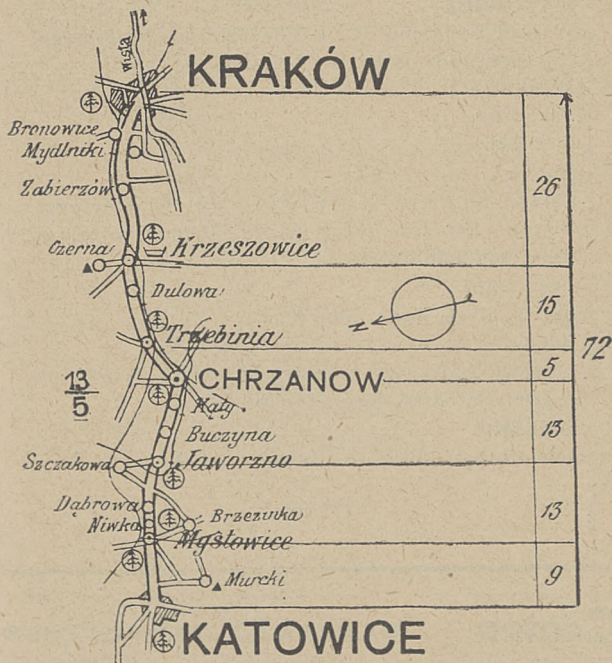 Wisła
KRAKÓW
Bronowice
Mydlniki
Zabierzów
26
Czerna
Krzeszowice
Dulowa
15
N
Trzebinia
72
5
13
5
CHRZANOW
Kąty
Buczyna
13
Szczakowa
Jaworzno
Dąbrowa
Niwka
Brzezinka
13
Mysłowice
Murcki
9
KATOWICE